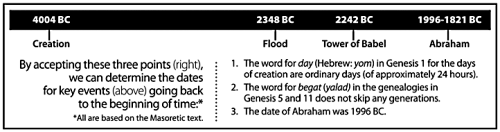 4004 BC 2348 BC 2242 BC 1996-1821 BC
Creation Flood Tower of Babel Abraham
By accepting these three points (right),
we can determine the dates
for key events (above) going back
to the beginning of time:*
*All are based on the Masoretic text.
1. The word for day (Hebrew: yom) in Genesis 1 for the days
of creation are ordinary days (of approximately 24 hours).
2. The word for begat (yalad) in the genealogies in
Genesis 5 and 11 does not skip any generations.
3. The date of Abraham was 1996 BC.